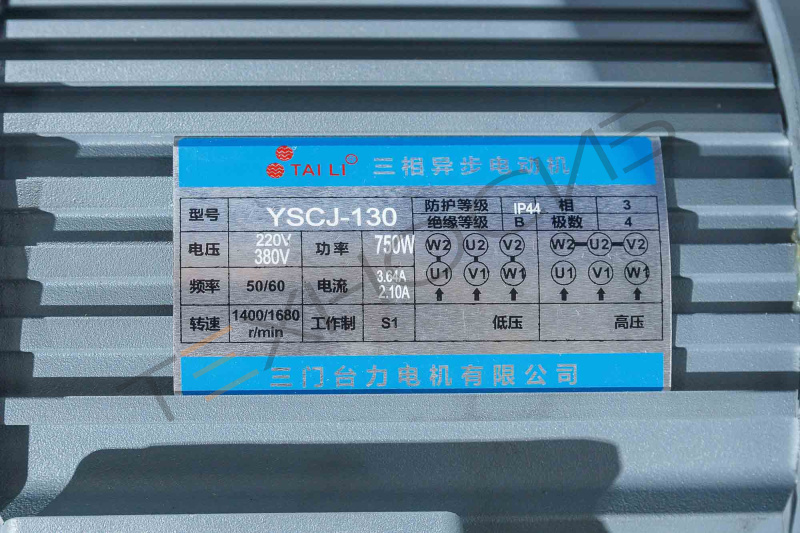 TAI LI 三相异步电动机
型号 YSCJ-130 防护等级 IP44 相 3
绝缘等级 B 极数 4
电压 220V 380V 功率 750W
W2 U2 V2 W2 U2 V2
频率 50/60 电流 3.64A 2.10A
U1 V1 W1 U1 V1 W1
转速 1400/1680 r/min 工作制 S1 低压 高压
三门台力电机有限公司